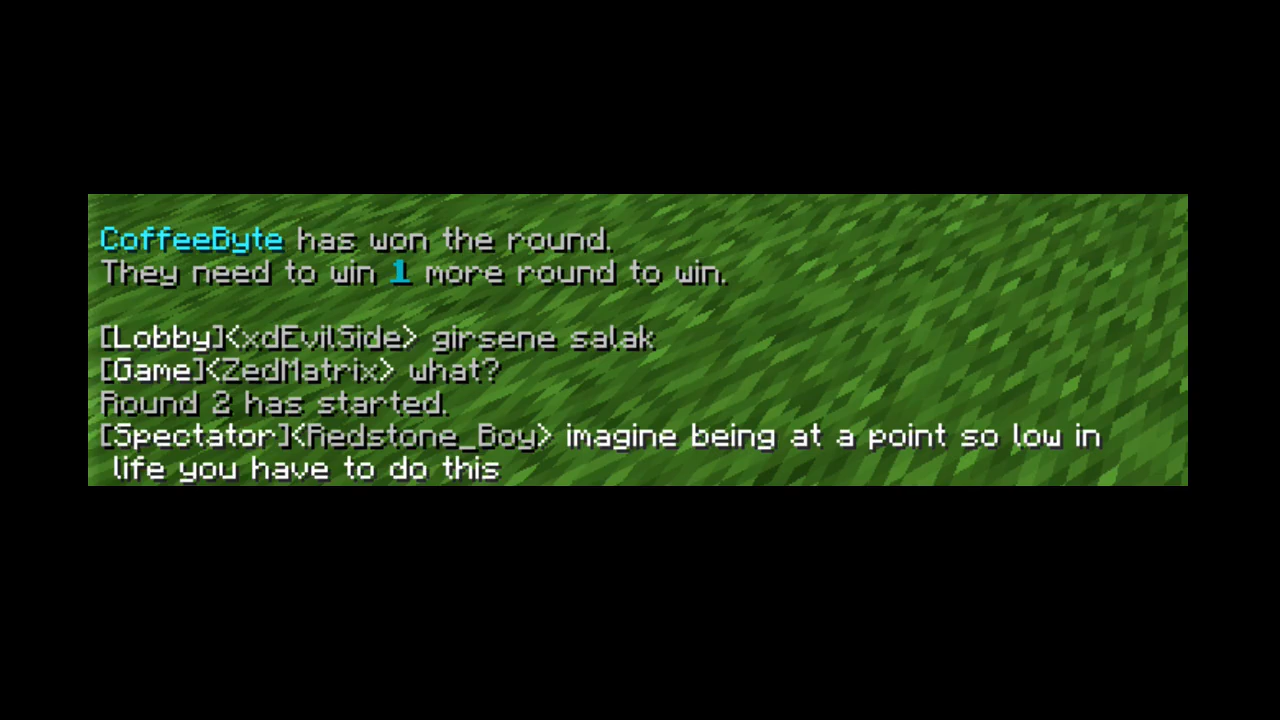 CoffeeByte has won the round.
They need to win 1 more round to win.
[Lobby]<xdEvilSide> girsene salak
[Game]<ZedMatrix> what?
Round 2 has started.
[Spectator]<Redstone_Boy> imagine being at a point so low in
life you have to do this